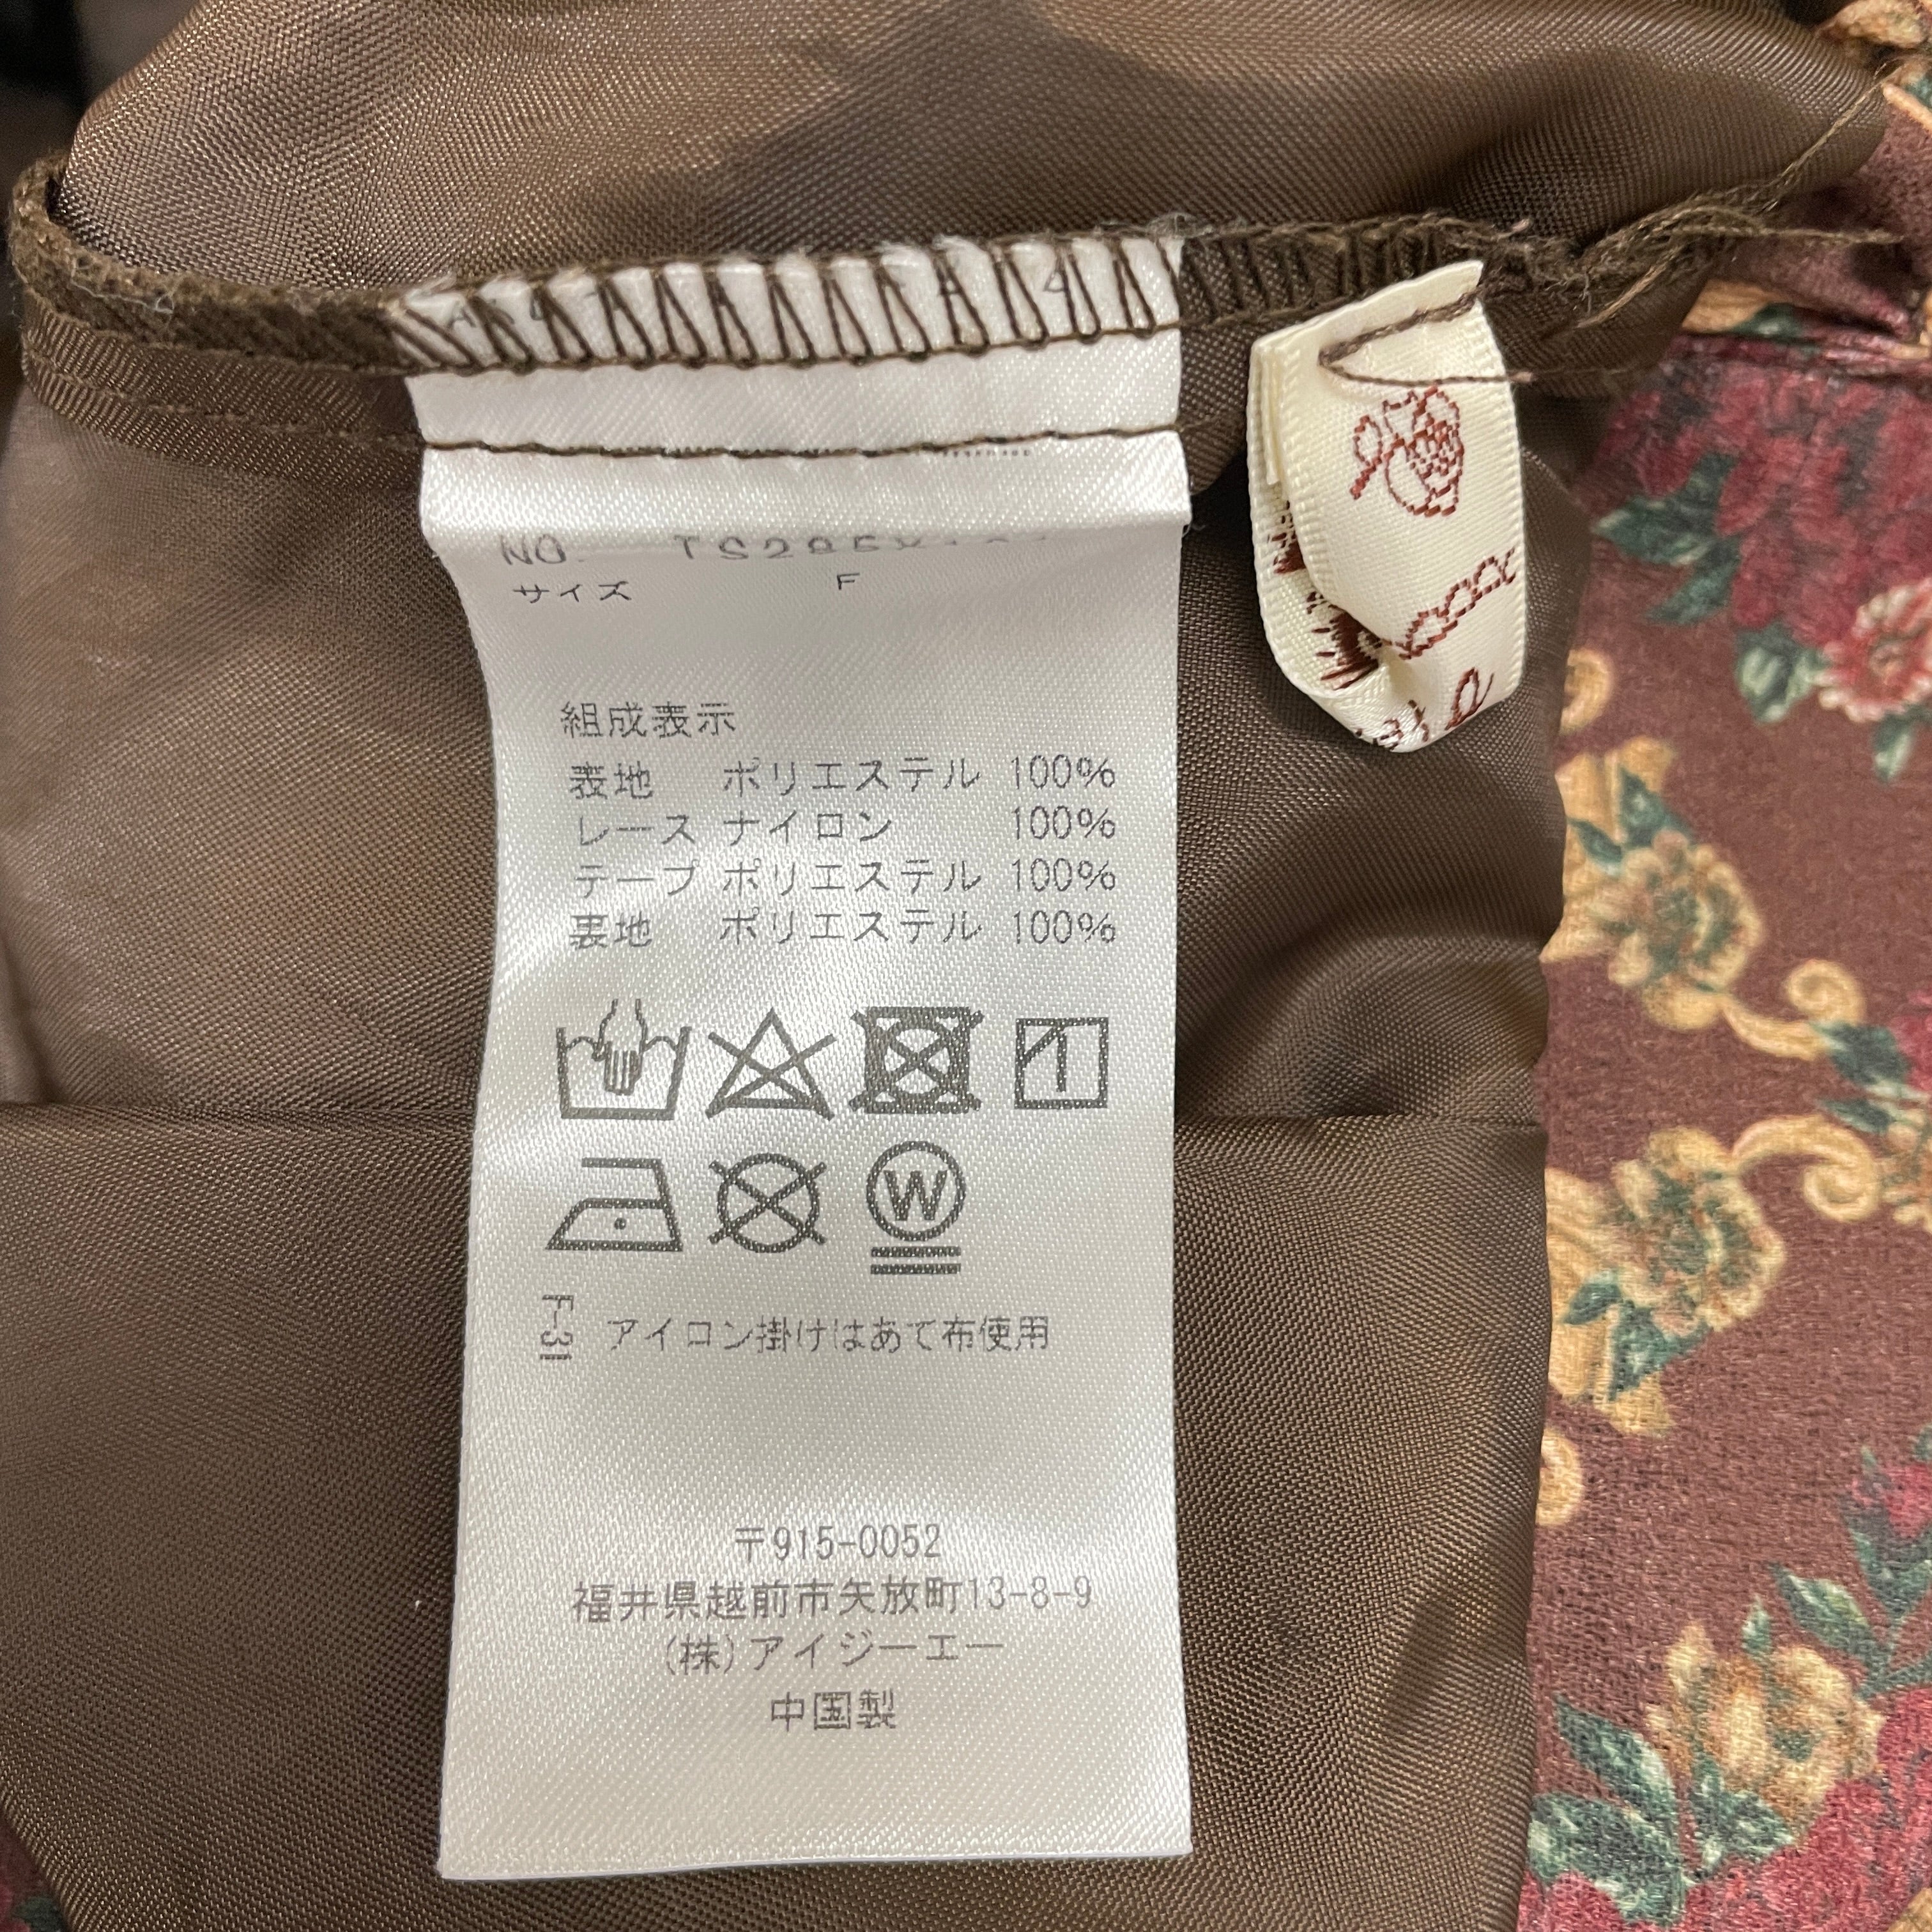 NO.
サイズ F
組成表示
表地 ポリエステル 100%
レース ナイロン 100%
テープ ポリエステル 100%
裏地 ポリエステル 100%
W
F-31 アイロン掛けはあて布使用
〒915-0052
福井県越前市矢放町13-8-9
(株)アイジーエー
中国製